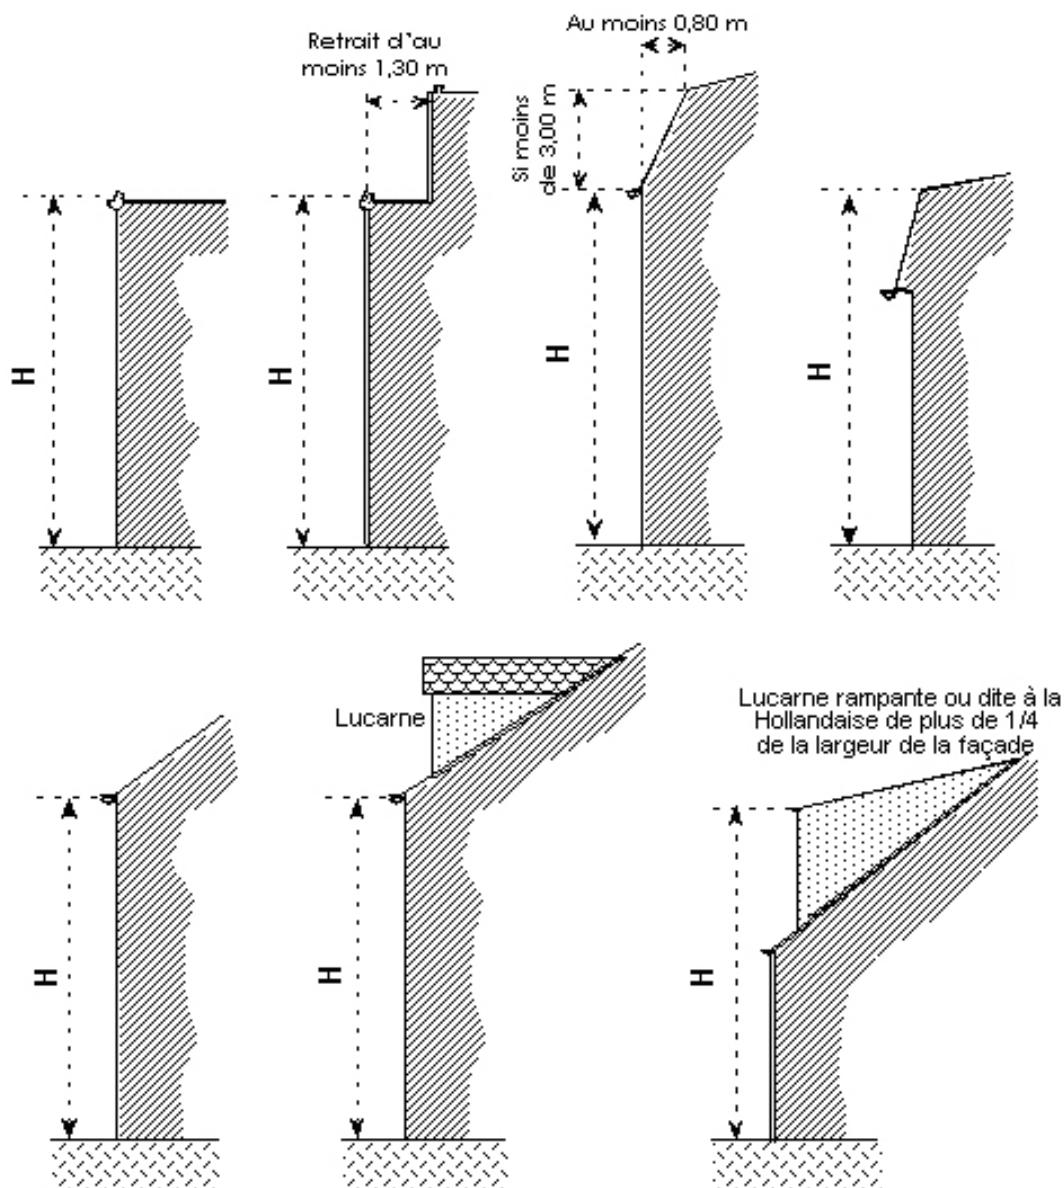 Retrait d'au
moins 1,30 m
Au moins 0,80 m
Si moins
de 3,00 m
H
H
H
H
Lucarne
Lucarne rampante ou dite à la
Hollandaise de plus de 1/4
de la largeur de la façade
H
H
H